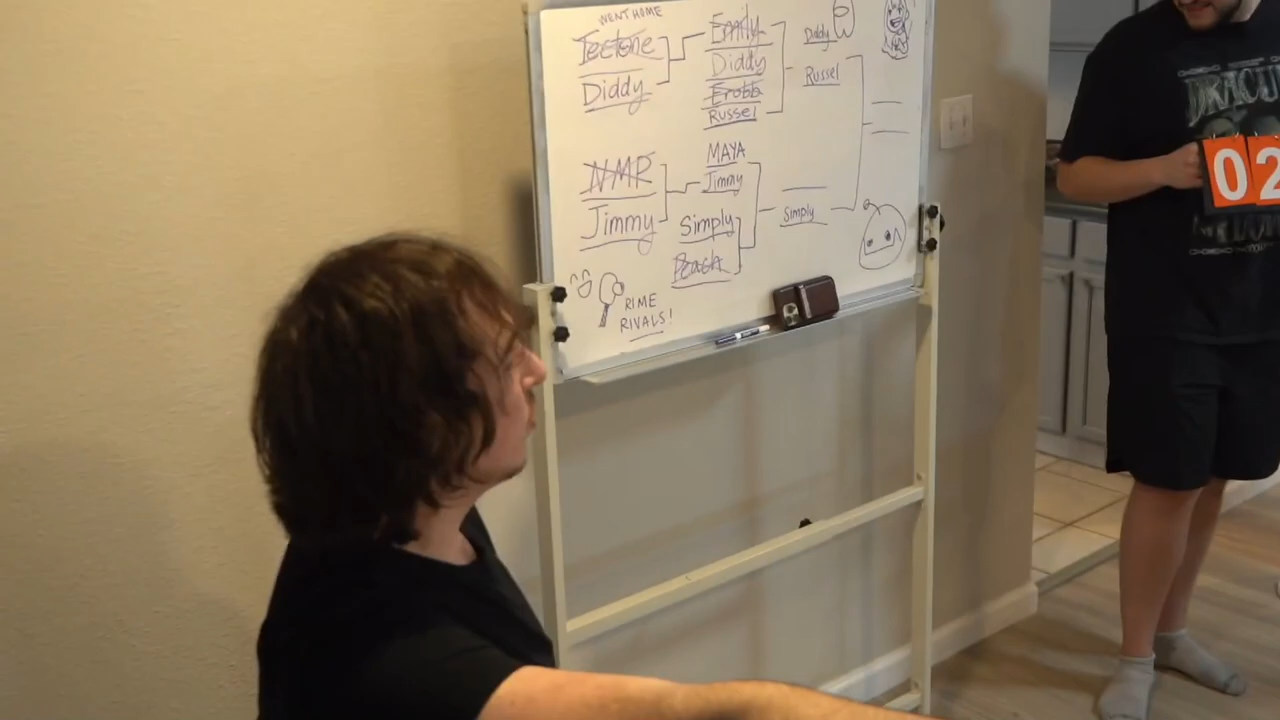 WENT HOME
Tectone
Diddy
Emily
Diddy
Erobb
Russel
Diddy
Russel
NMP
Jimmy
MAYA
Jimmy
Simply
Peach
Simply
RIME
RIVALS!
DRACU
02